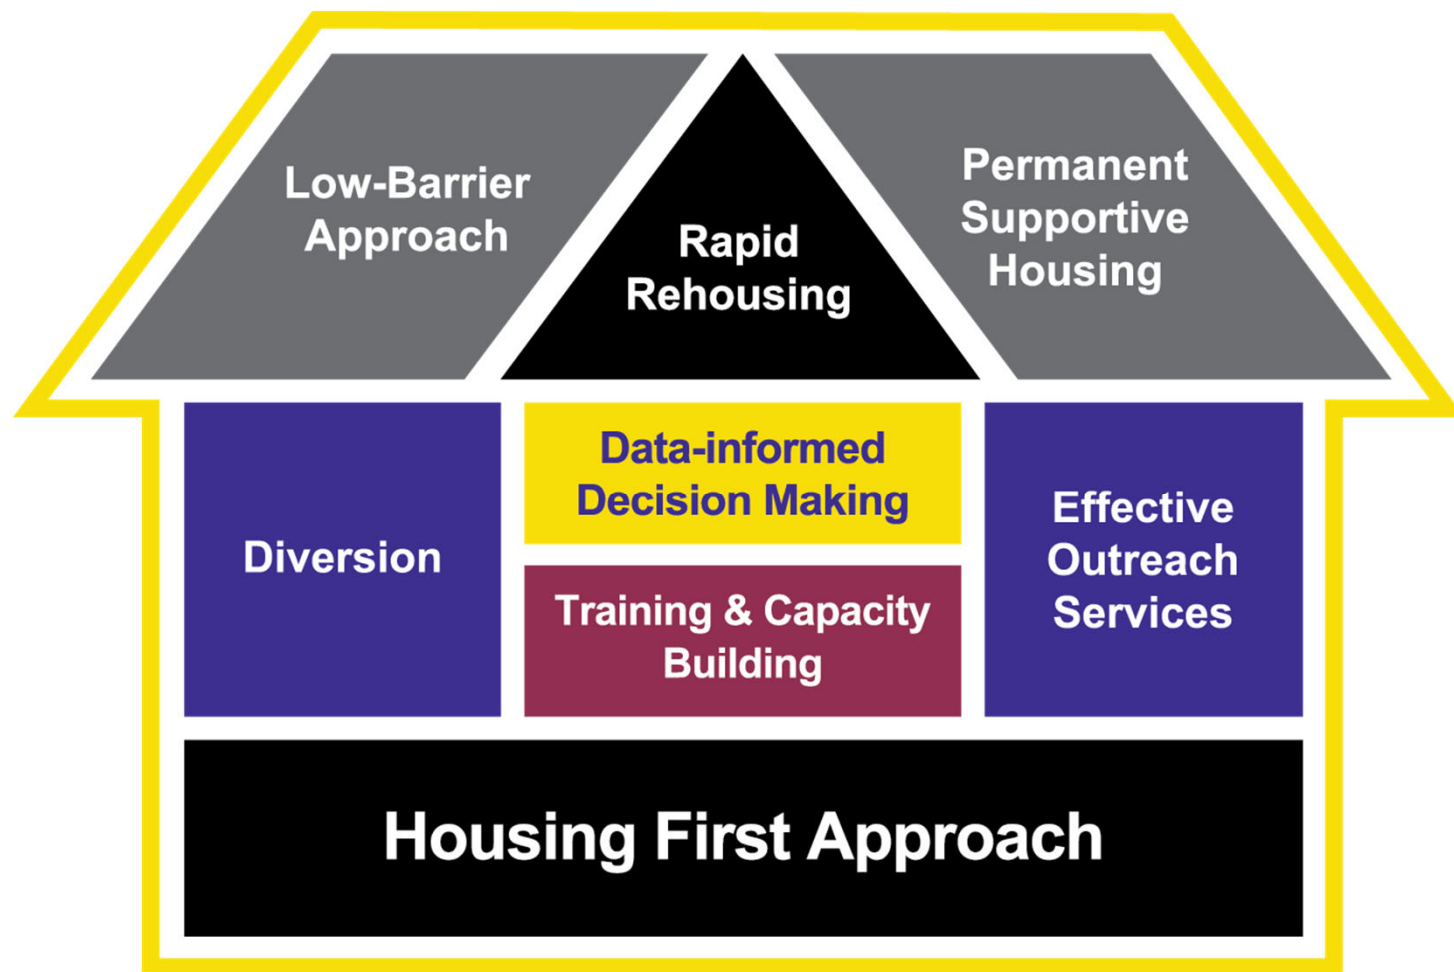 Low-Barrier
Approach
Rapid
Rehousing
Permanent
Supportive
Housing
Diversion
Data-informed
Decision Making
Training & Capacity
Building
Effective
Outreach
Services
Housing First Approach